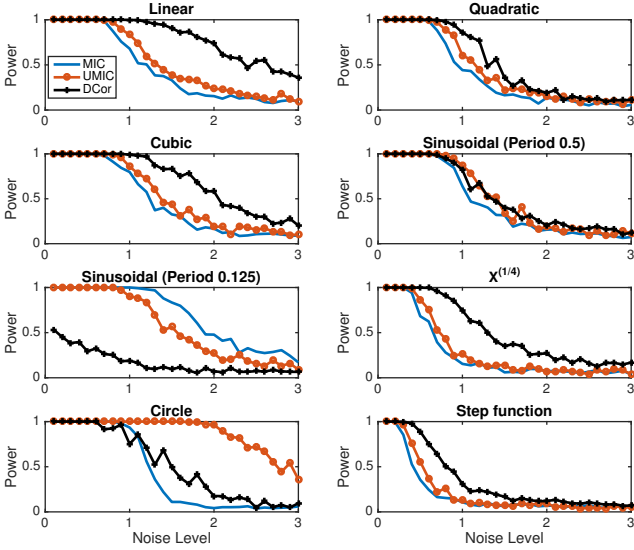 Linear
Quadratic
Power
1
0.5
0
MIC
UMIC
DCor
0 1 2 3
Power
1
0.5
0
0 1 2 3
Cubic
Sinusoidal (Period 0.5)
Power
1
0.5
0
0 1 2 3
Power
1
0.5
0
0 1 2 3
Sinusoidal (Period 0.125)
X^(1/4)
Power
1
0.5
0
0 1 2 3
Power
1
0.5
0
0 1 2 3
Circle
Step function
Power
1
0.5
0
0 1 2 3
Noise Level
Power
1
0.5
0
0 1 2 3
Noise Level